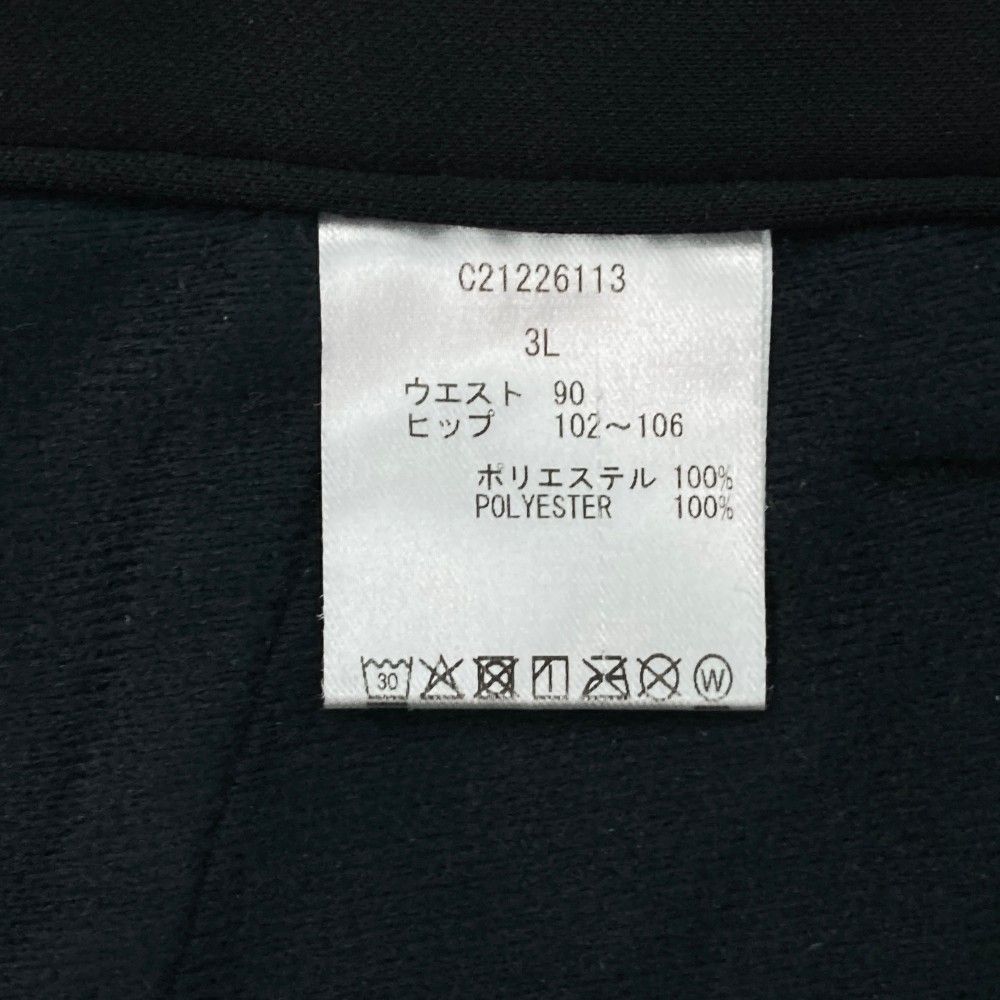 C21226113
3L
ウエスト 90
ヒップ 102～106
ポリエステル 100%
POLYESTER 100%
30 W